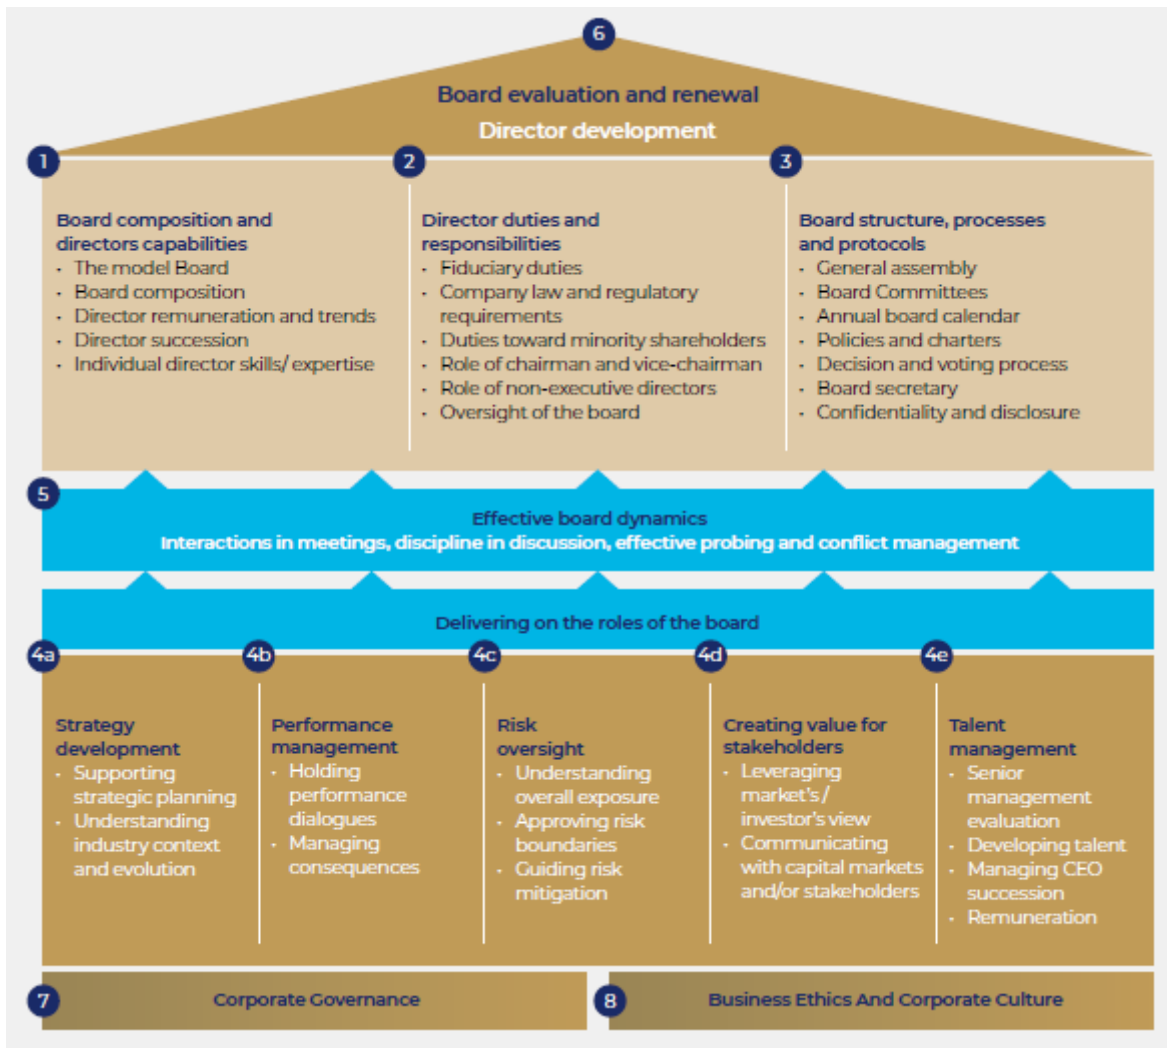 6
Board evaluation and renewal
Director development
1
Board composition and
directors capabilities
· The model Board
· Board composition
· Director remuneration and trends
· Director succession
· Individual director skills/ expertise
2
Director duties and
responsibilities
· Fiduciary duties
· Company law and regulatory
requirements
· Duties toward minority shareholders
· Role of chairman and vice-chairman
· Role of non-executive directors
· Oversight of the board
3
Board structure, processes
and protocols
· General assembly
· Board Committees
· Annual board calendar
· Policies and charters
· Decision and voting process
· Board secretary
· Confidentiality and disclosure
5
Effective board dynamics
Interactions in meetings, discipline in discussion, effective probing and conflict management
Delivering on the roles of the board
4a
Strategy
development
· Supporting
strategic planning
· Understanding
industry context
and evolution
4b
Performance
management
· Holding
performance
dialogues
· Managing
consequences
4c
Risk
oversight
· Understanding
overall exposure
· Approving risk
boundaries
· Guiding risk
mitigation
4d
Creating value for
stakeholders
· Leveraging
market's /
investor's view
· Communicating
with capital markets
and/or stakeholders
4e
Talent
management
· Senior
management
evaluation
· Developing talent
· Managing CEO
succession
· Remuneration
7
Corporate Governance
8
Business Ethics And Corporate Culture